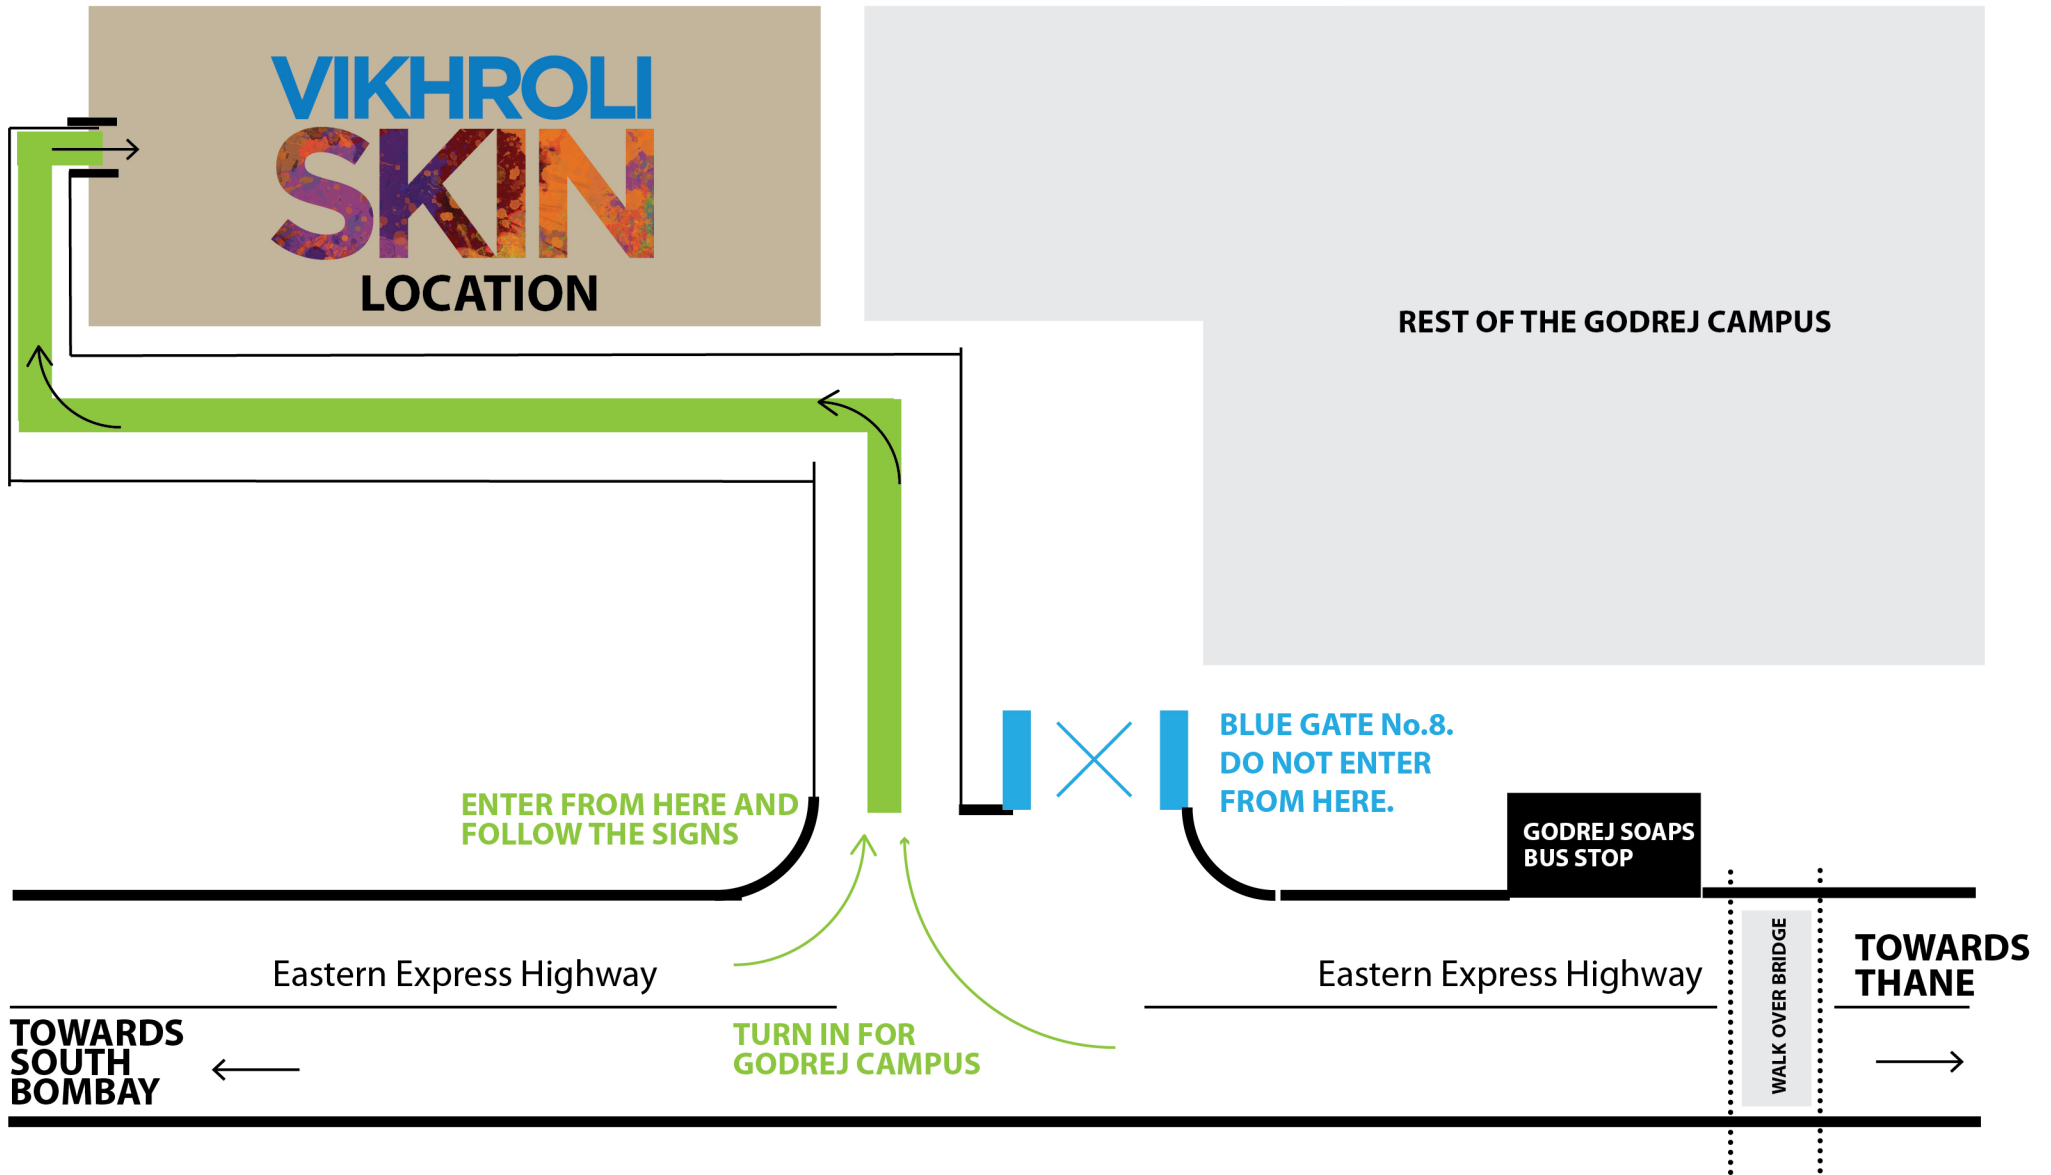 VIKHROLI
SKIN
LOCATION
REST OF THE GODREJ CAMPUS
BLUE GATE No.8.
DO NOT ENTER
FROM HERE.
ENTER FROM HERE AND
FOLLOW THE SIGNS
GODREJ SOAPS
BUS STOP
Eastern Express Highway
Eastern Express Highway
WALK OVER BRIDGE
TOWARDS
THANE
TOWARDS
SOUTH
BOMBAY
TURN IN FOR
GODREJ CAMPUS